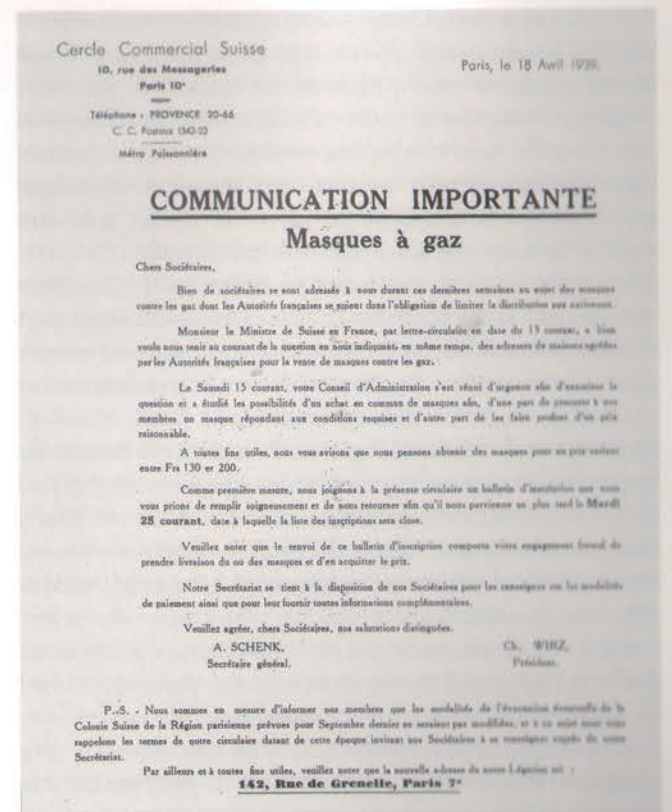 Cercle Commercial Suisse
10, rue des Messageries
Paris 10e
Téléphone : PROVENCE 20-66
C. C. Postaux 1342-22
Métro Poissonnière
Paris, le 18 Avril 1939.
COMMUNICATION IMPORTANTE
Masques à gaz
Chers Sociétaires,
Bien de sociétaires se sont adressés à nous durant ces dernières semaines au sujet des masques
contre les gaz dont les Autorités françaises se voient dans l'obligation de limiter la distribution aux nationaux.
Monsieur le Ministre de Suisse en France, par lettre-circulaire en date du 13 courant, a bien
voulu nous tenir au courant de la question en nous indiquant, en même temps, des adresses de maisons agréées
par les Autorités françaises pour la vente de masques contre les gaz.
Le Samedi 15 courant, votre Conseil d'Administration s'est réuni d'urgence afin d'examiner la
question et a étudié les possibilités d'un achat en commun de masques afin, d'une part de procurer à nos
membres un masque répondant aux conditions requises et d'autre part de les faire profiter d'un prix
raisonnable.
A toutes fins utiles, nous vous avisons que nous pensons obtenir des masques pour un prix variant
entre Frs 130 et 200.
Comme première mesure, nous joignons à la présente circulaire un bulletin d'inscription que nous
vous prions de remplir soigneusement et de nous retourner afin qu'il nous parvienne au plus tard le Mardi
25 courant, date à laquelle la liste des inscriptions sera close.
Veuillez noter que le renvoi de ce bulletin d'inscription comporte votre engagement formel de
prendre livraison du ou des masques et d'en acquitter le prix.
Notre Secrétariat se tient à la disposition de nos Sociétaires pour les renseigner sur les modalités
de paiement ainsi que pour leur fournir toutes informations complémentaires.
Veuillez agréer, chers Sociétaires, nos salutations distinguées.
A. SCHENK,
Secrétaire général.
Ch. WIRZ,
Président.
P.-S. - Nous sommes en mesure d'informer nos membres que les modalités de l'évacuation éventuelle de la
Colonie Suisse de la Région parisienne prévues pour Septembre dernier ne seraient pas modifiées, et à ce sujet nous vous
rappelons les termes de notre circulaire datant de cette époque invitant nos Sociétaires à se renseigner auprès de notre
Secrétariat.
Par ailleurs et à toutes fins utiles, veuillez noter que la nouvelle adresse de notre Légation est :
142, Rue de Grenelle, Paris 7e